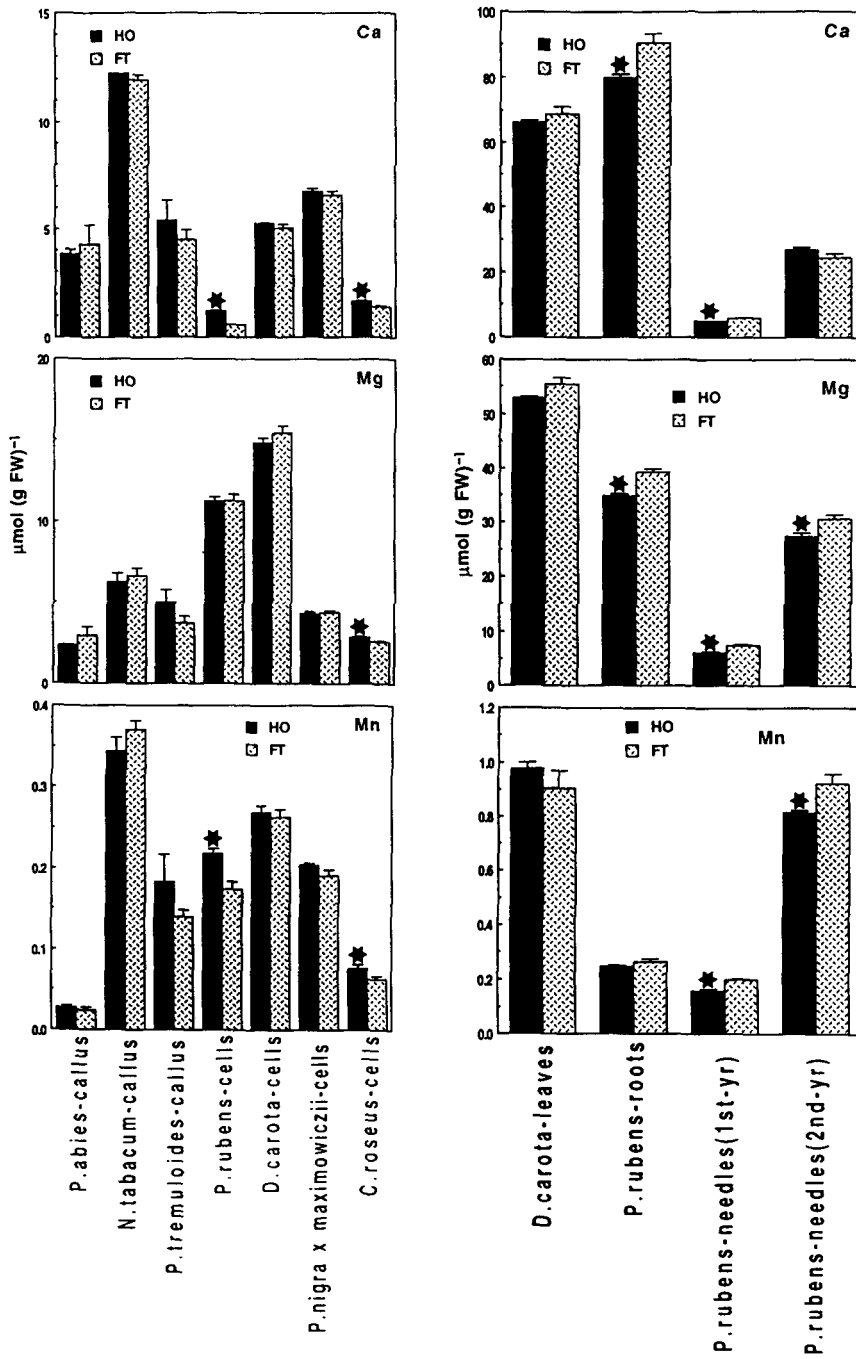 15
10
5
0
HO
FT
Ca
100
80
60
40
20
0
HO
FT
Ca
20
10
0
HO
FT
Mg
μmol (g FW)⁻¹
60
50
40
30
20
10
0
HO
FT
Mg
μmol (g FW)⁻¹
0.4
0.3
0.2
0.1
0.0
HO
FT
Mn
1.2
1.0
0.8
0.6
0.4
0.2
0.0
HO
FT
Mn
P.abies-callus
N.tabacum-callus
P.tremuloides-callus
P.rubens-cells
D.carota-cells
P.nigra x maximowiczii-cells
C.roseus-cells
D.carota-leaves
P.rubens-roots
P.rubens-needles(1st-yr)
P.rubens-needles(2nd-yr)